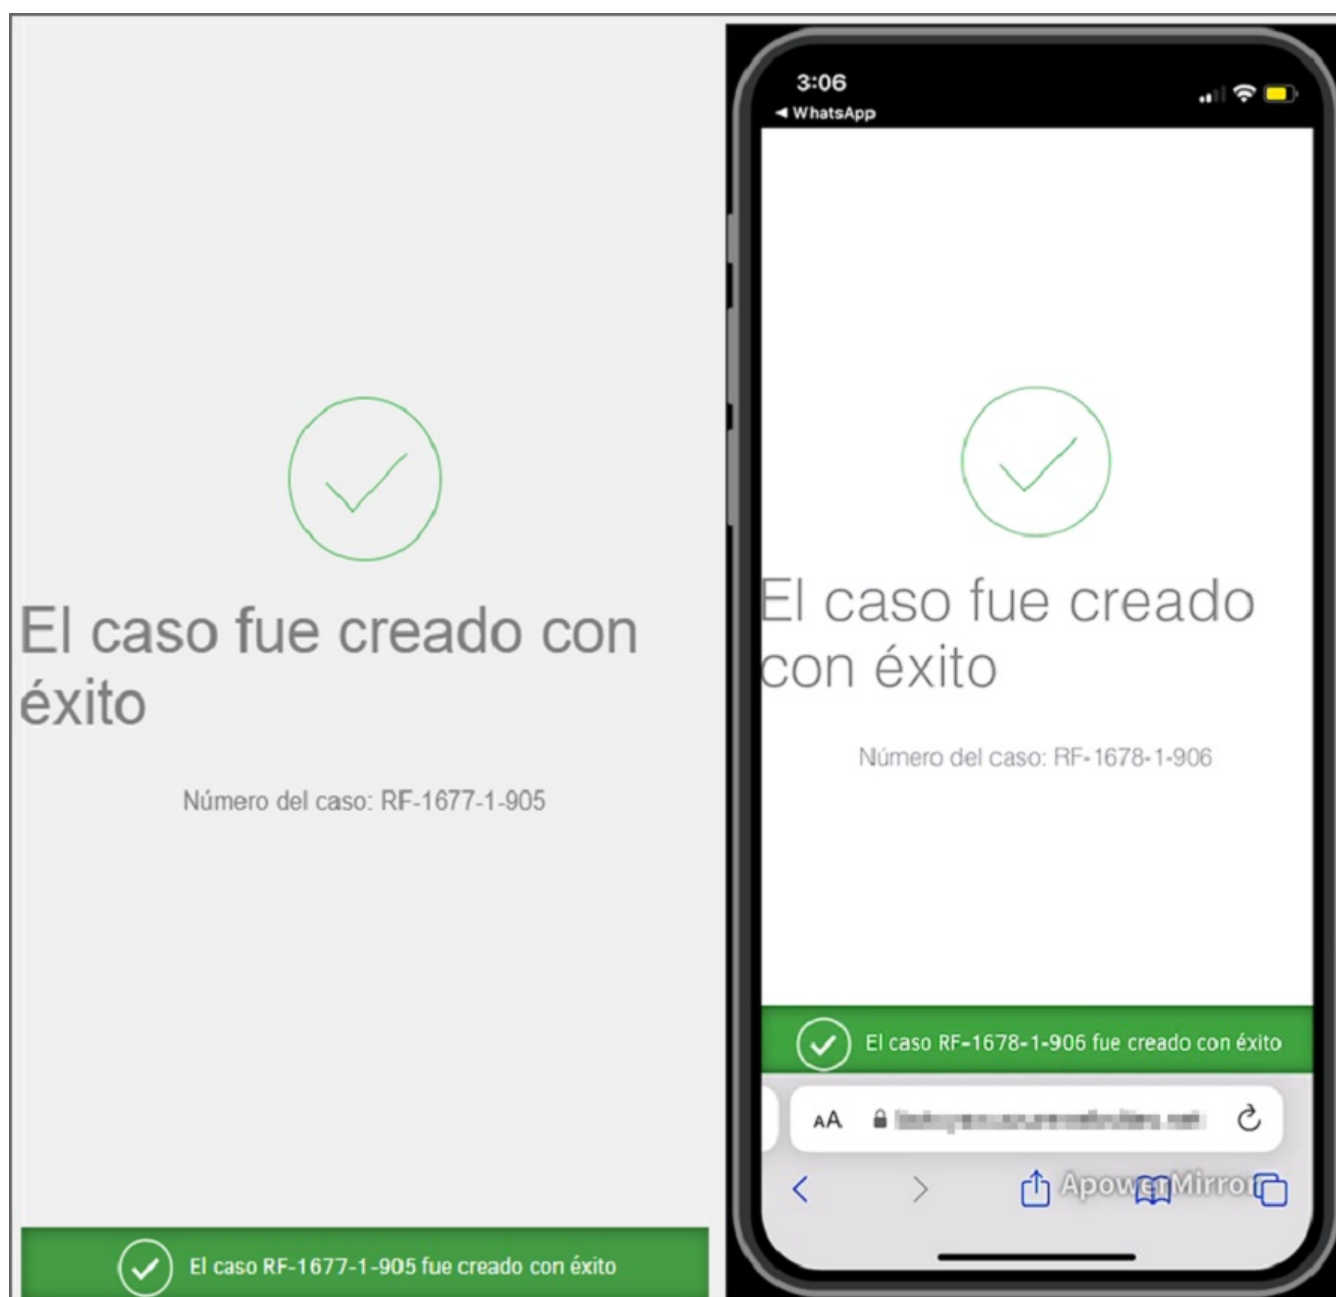 El caso fue creado con
éxito
Número del caso: RF-1677-1-905
El caso RF-1677-1-905 fue creado con éxito
3:06
WhatsApp
El caso fue creado
con éxito
Número del caso: RF-1678-1-906
El caso RF-1678-1-906 fue creado con éxito
AA
ApowerMirror